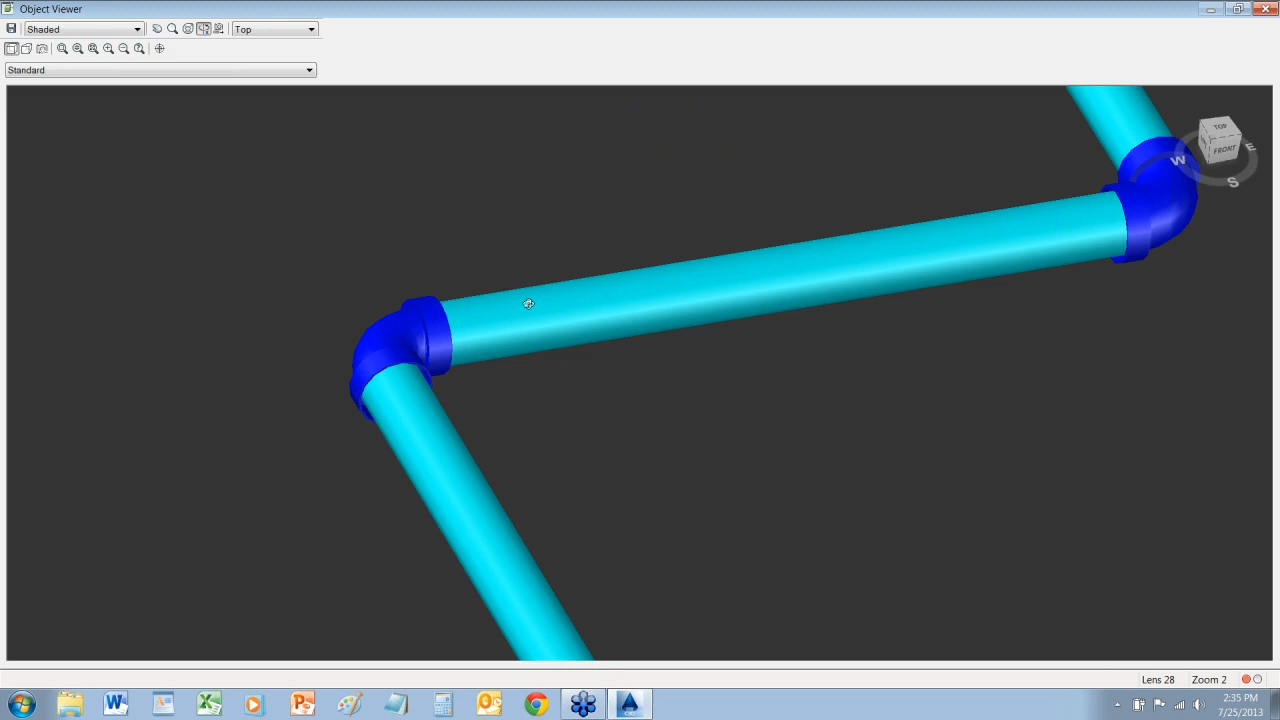 Object Viewer
Shaded
Top
Standard
TOP
FRONT
W
E
S
Lens 28
Zoom 2
2:35 PM
7/25/2013